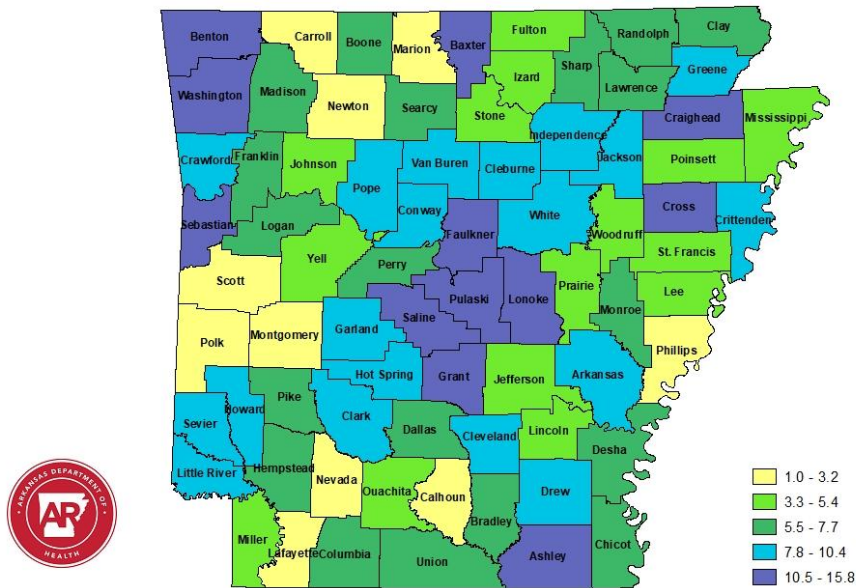 Benton
Carroll
Boone
Marion
Baxter
Fulton
Randolph
Clay
Washington
Madison
Newton
Searcy
Stone
Izard
Sharp
Lawrence
Greene
Craighead
Mississippi
Crawford
Franklin
Johnson
Pope
Van Buren
Cleburne
Independence
Jackson
Poinsett
Sebastian
Logan
Conway
Faulkner
White
Woodruff
Cross
Crittenden
Scott
Yell
Perry
Pulaski
Lonoke
Prairie
St. Francis
Lee
Monroe
Phillips
Polk
Montgomery
Garland
Saline
Hot Spring
Grant
Jefferson
Arkansas
Sevier
Howard
Pike
Clark
Dallas
Cleveland
Lincoln
Desha
Little River
Hempstead
Nevada
Ouachita
Calhoun
Bradley
Drew
Miller
Lafayette
Columbia
Union
Ashley
Chicot
1.0 - 3.2
3.3 - 5.4
5.5 - 7.7
7.8 - 10.4
10.5 - 15.8
ARKANSAS DEPARTMENT OF
AR
HEALTH